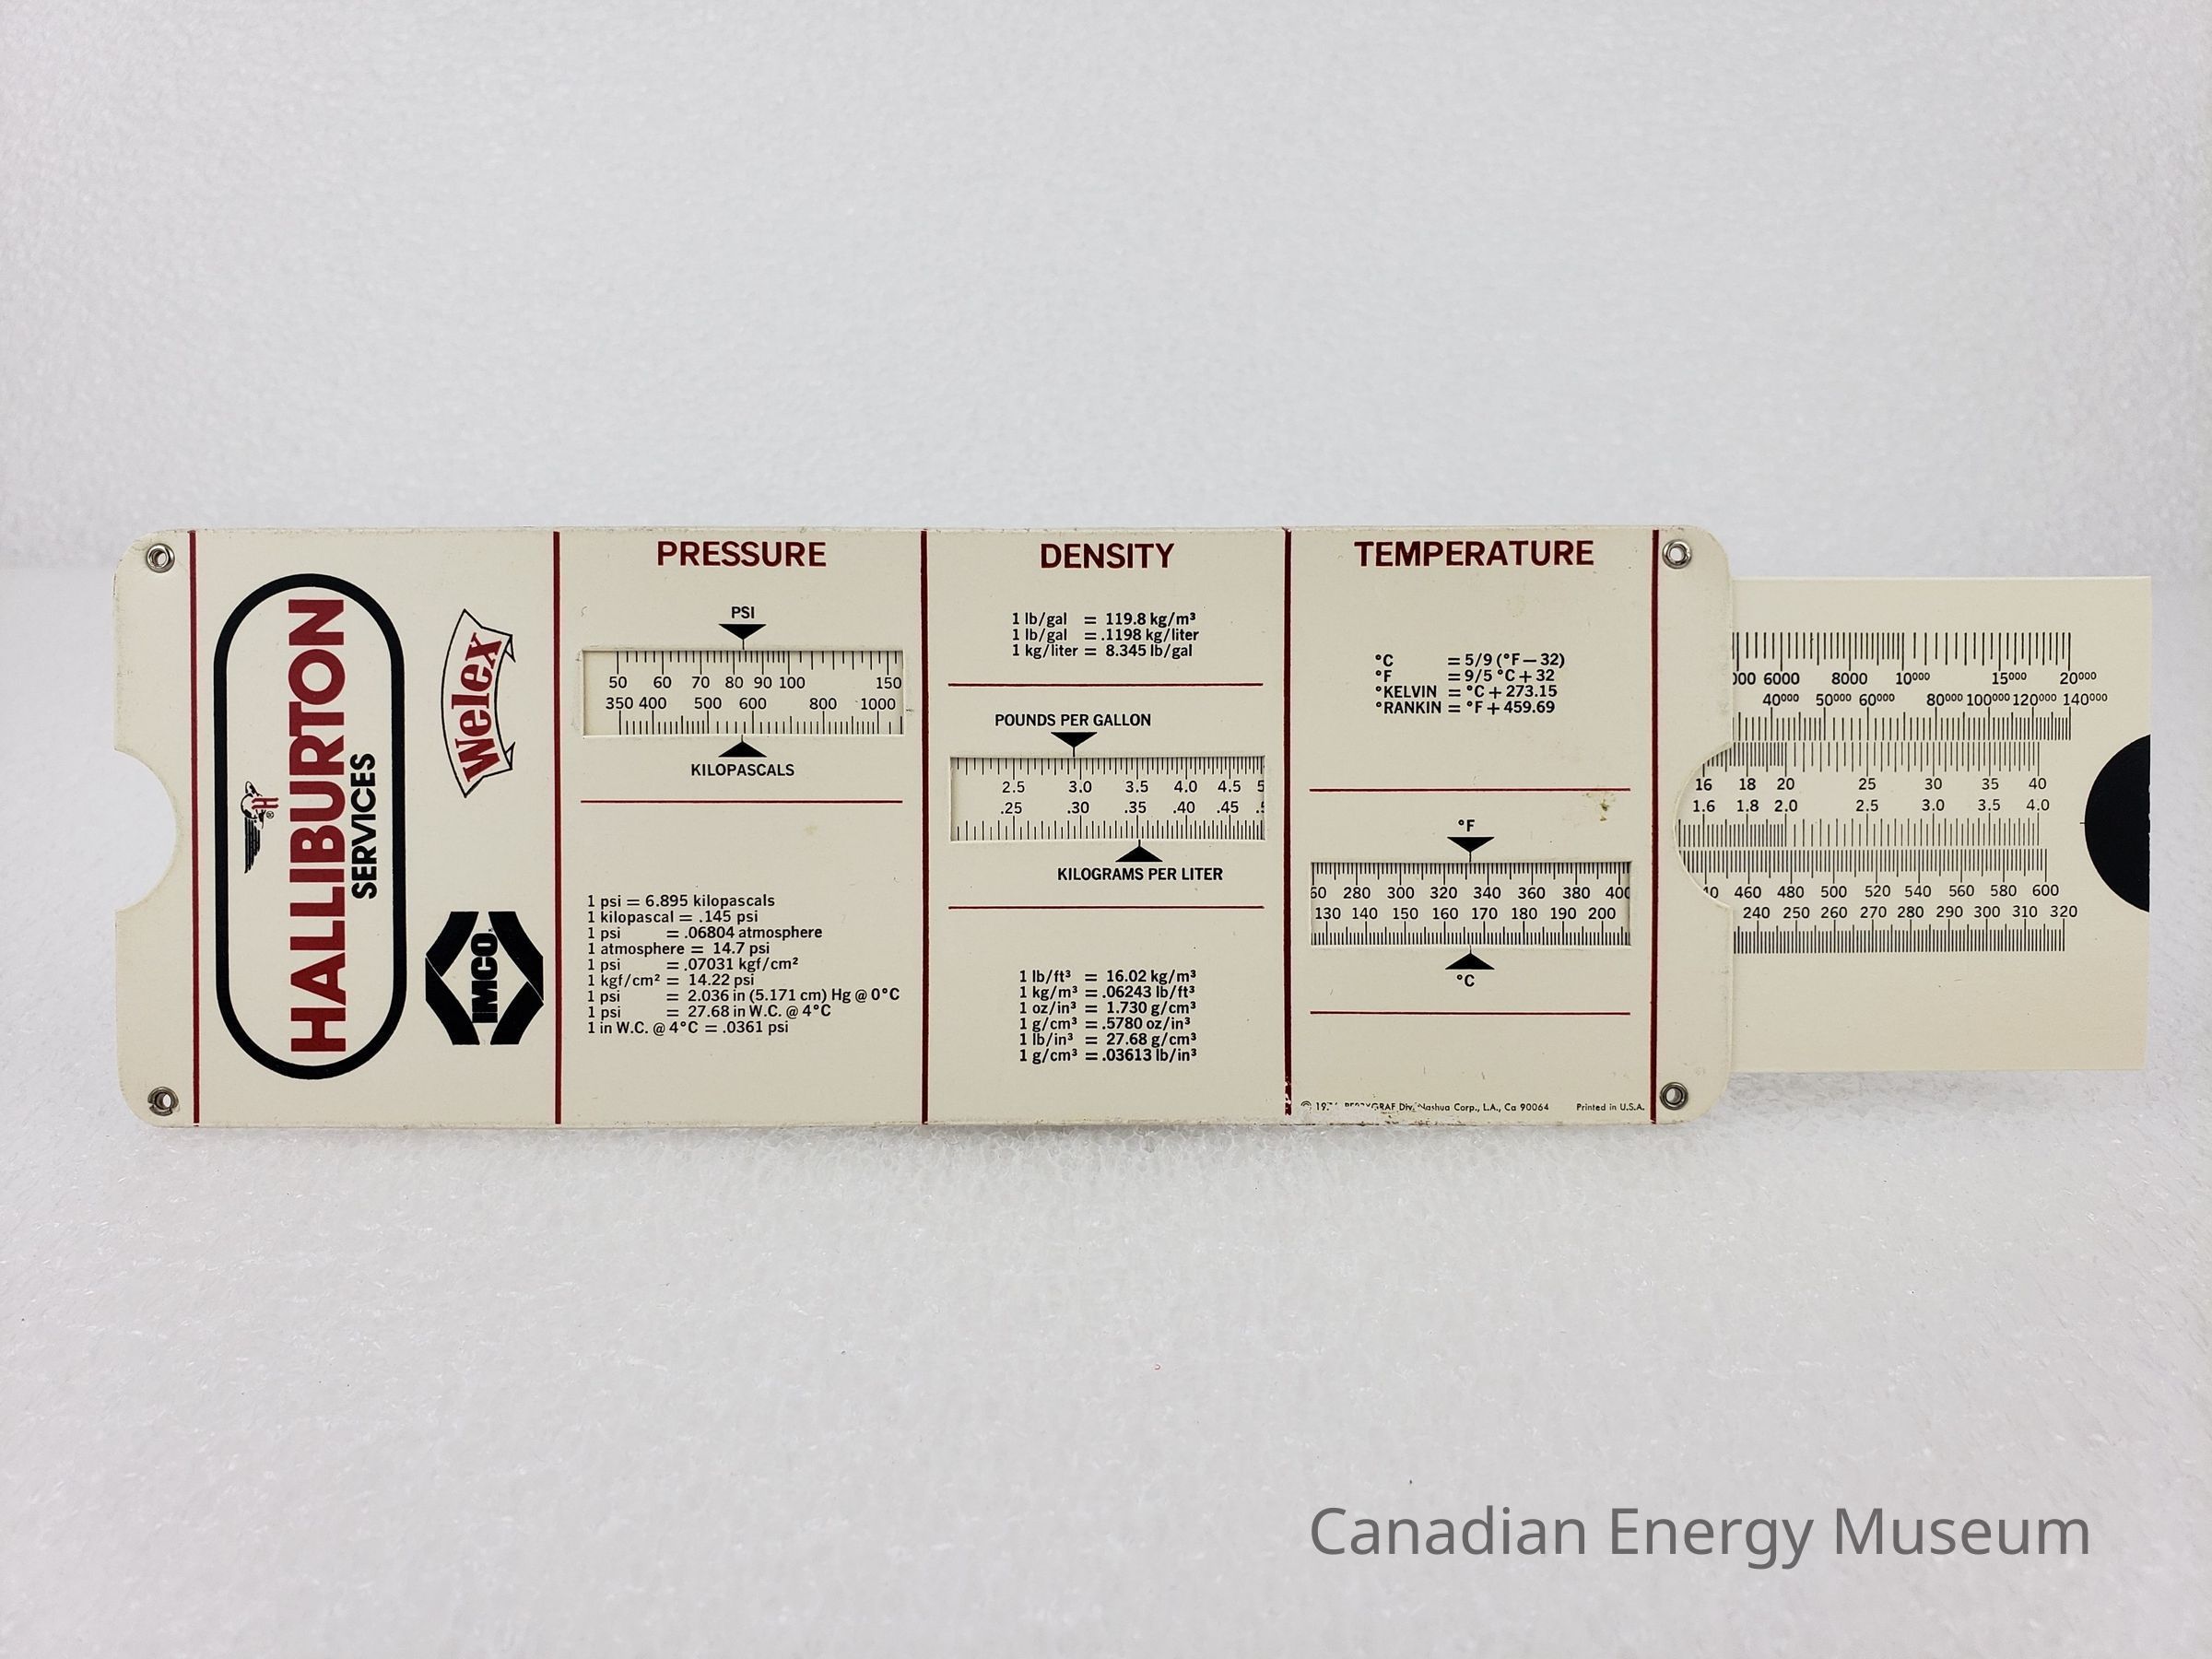 HALLIBURTON
SERVICES
H
®
Welex
IMCO
PRESSURE
PSI
50 60 70 80 90 100 150
350 400 500 600 800 1000
KILOPASCALS
1 psi = 6.895 kilopascals
1 kilopascal = .145 psi
1 psi = .06804 atmosphere
1 atmosphere = 14.7 psi
1 psi = .07031 kgf/cm²
1 kgf/cm² = 14.22 psi
1 psi = 2.036 in (5.171 cm) Hg @ 0°C
1 psi = 27.68 in W.C. @ 4°C
1 in W.C. @ 4°C = .0361 psi
DENSITY
1 lb/gal = 119.8 kg/m³
1 lb/gal = .1198 kg/liter
1 kg/liter = 8.345 lb/gal
POUNDS PER GALLON
2.5 3.0 3.5 4.0 4.5
.25 .30 .35 .40 .45
KILOGRAMS PER LITER
1 lb/ft³ = 16.02 kg/m³
1 kg/m³ = .06243 lb/ft³
1 oz/in³ = 1.730 g/cm³
1 g/cm³ = .5780 oz/in³
1 lb/in³ = 27.68 g/cm³
1 g/cm³ = .03613 lb/in³
TEMPERATURE
°C = 5/9 (°F — 32)
°F = 9/5 °C + 32
°KELVIN = °C + 273.15
°RANKIN = °F + 459.69
°F
280 300 320 340 360 380 400
130 140 150 160 170 180 190 200
°C
Nashua Corp., L.A., Ca 90064 Printed in U.S.A.
6000 8000 10000 15000 20000
40000 50000 60000 80000 100000 120000 140000
16 18 20 25 30 35 40
1.6 1.8 2.0 2.5 3.0 3.5 4.0
460 480 500 520 540 560 580 600
240 250 260 270 280 290 300 310 320
Canadian Energy Museum